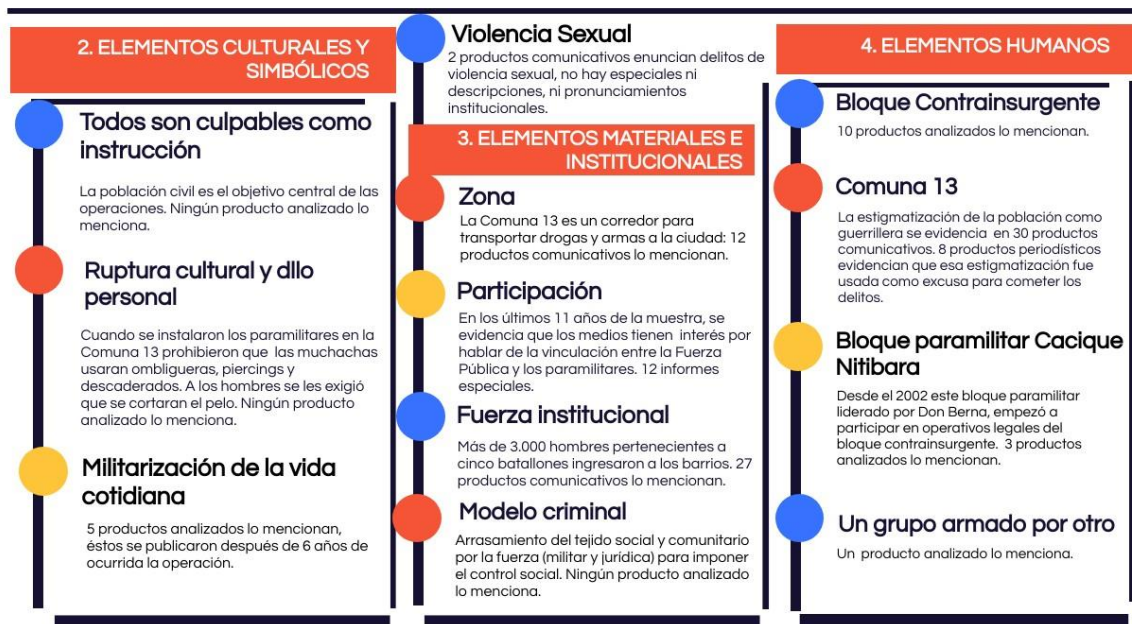 2. ELEMENTOS CULTURALES Y
SIMBÓLICOS
Todos son culpables como
instrucción
La población civil es el objetivo central de las
operaciones. Ningún producto analizado lo
menciona.
Ruptura cultural y dllo
personal
Cuando se instalaron los paramilitares en la
Comuna 13 prohibieron que las muchachas
usaran ombligueras, piercings y
descaderados. A los hombres se les exigió
que se cortaran el pelo. Ningún producto
analizado lo menciona.
Militarización de la vida
cotidiana
5 productos analizados lo mencionan,
éstos se publicaron después de 6 años de
ocurrida la operación.
Violencia Sexual
2 productos comunicativos enuncian delitos de
violencia sexual, no hay especiales ni
descripciones, ni pronunciamientos
institucionales.
3. ELEMENTOS MATERIALES E
INSTITUCIONALES
Zona
La Comuna 13 es un corredor para
transportar drogas y armas a la ciudad: 12
productos comunicativos lo mencionan.
Participación
En los últimos 11 años de la muestra, se
evidencia que los medios tienen interés por
hablar de la vinculación entre la Fuerza
Pública y los paramilitares. 12 informes
especiales.
Fuerza institucional
Más de 3.000 hombres pertenecientes a
cinco batallones ingresaron a los barrios. 27
productos comunicativos lo mencionan.
Modelo criminal
Arrasamiento del tejido social y comunitario
por la fuerza (militar y jurídica) para imponer
el control social. Ningún producto analizado
lo menciona.
4. ELEMENTOS HUMANOS
Bloque Contrainsurgente
10 productos analizados lo mencionan.
Comuna 13
La estigmatización de la población como
guerrillera se evidencia en 30 productos
comunicativos. 8 productos periodísticos
evidencian que esa estigmatización fue
usada como excusa para cometer los
delitos.
Bloque paramilitar Cacique
Nitibara
Desde el 2002 este bloque paramilitar
liderado por Don Berna, empezó a
participar en operativos legales del
bloque contrainsurgente. 3 productos
analizados lo mencionan.
Un grupo armado por otro
Un producto analizado lo menciona.